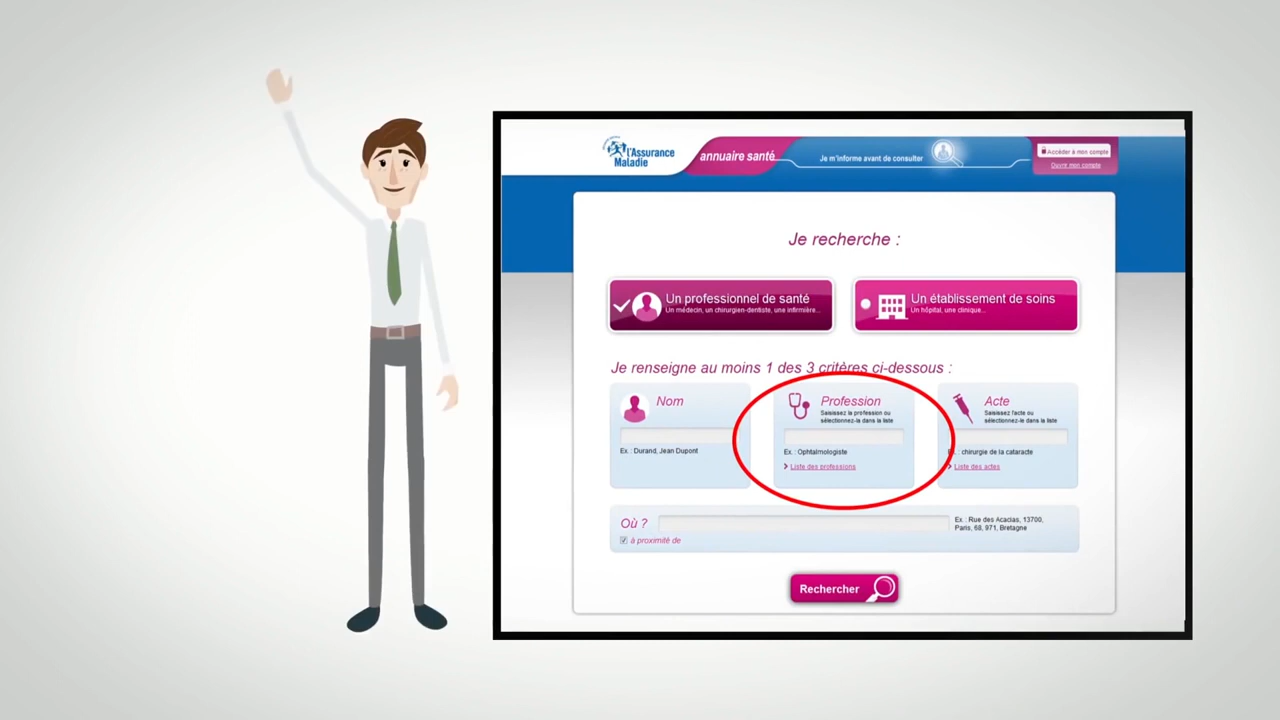 l'Assurance
Maladie
annuaire santé
Je m'informe avant de consulter
Accéder à mon compte
Ouvrir mon compte
Je recherche :
Un professionnel de santé
Un médecin, un chirurgien-dentiste, une infirmière...
Un établissement de soins
Un hôpital, une clinique...
Je renseigne au moins 1 des 3 critères ci-dessous :
Nom
Ex. : Durand, Jean Dupont
Profession
Saisissez la profession ou
sélectionnez-la dans la liste
Ex. : Ophtalmologiste
Liste des professions
Acte
Saisissez l'acte ou
sélectionnez-le dans la liste
Ex. : chirurgie de la cataracte
Liste des actes
Où ?
Ex. : Rue des Acacias, 13700,
Paris, 68, 971, Bretagne
à proximité de
Rechercher